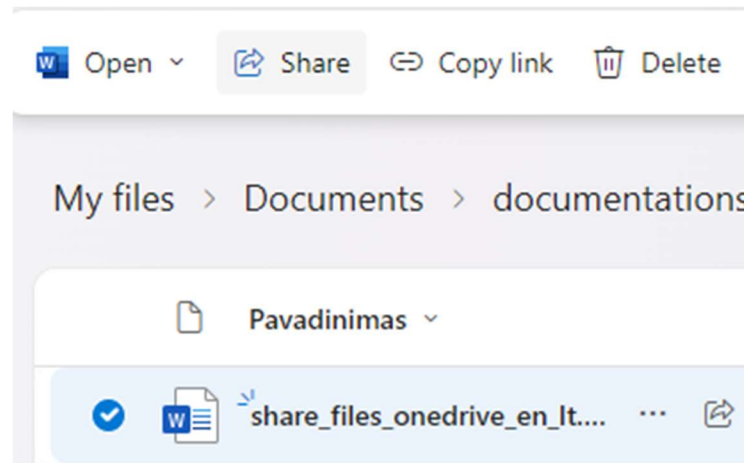 Open Share Copy link Delete
My files > Documents > documentations
Pavadinimas
share_files_onedrive_en_lt.... ...